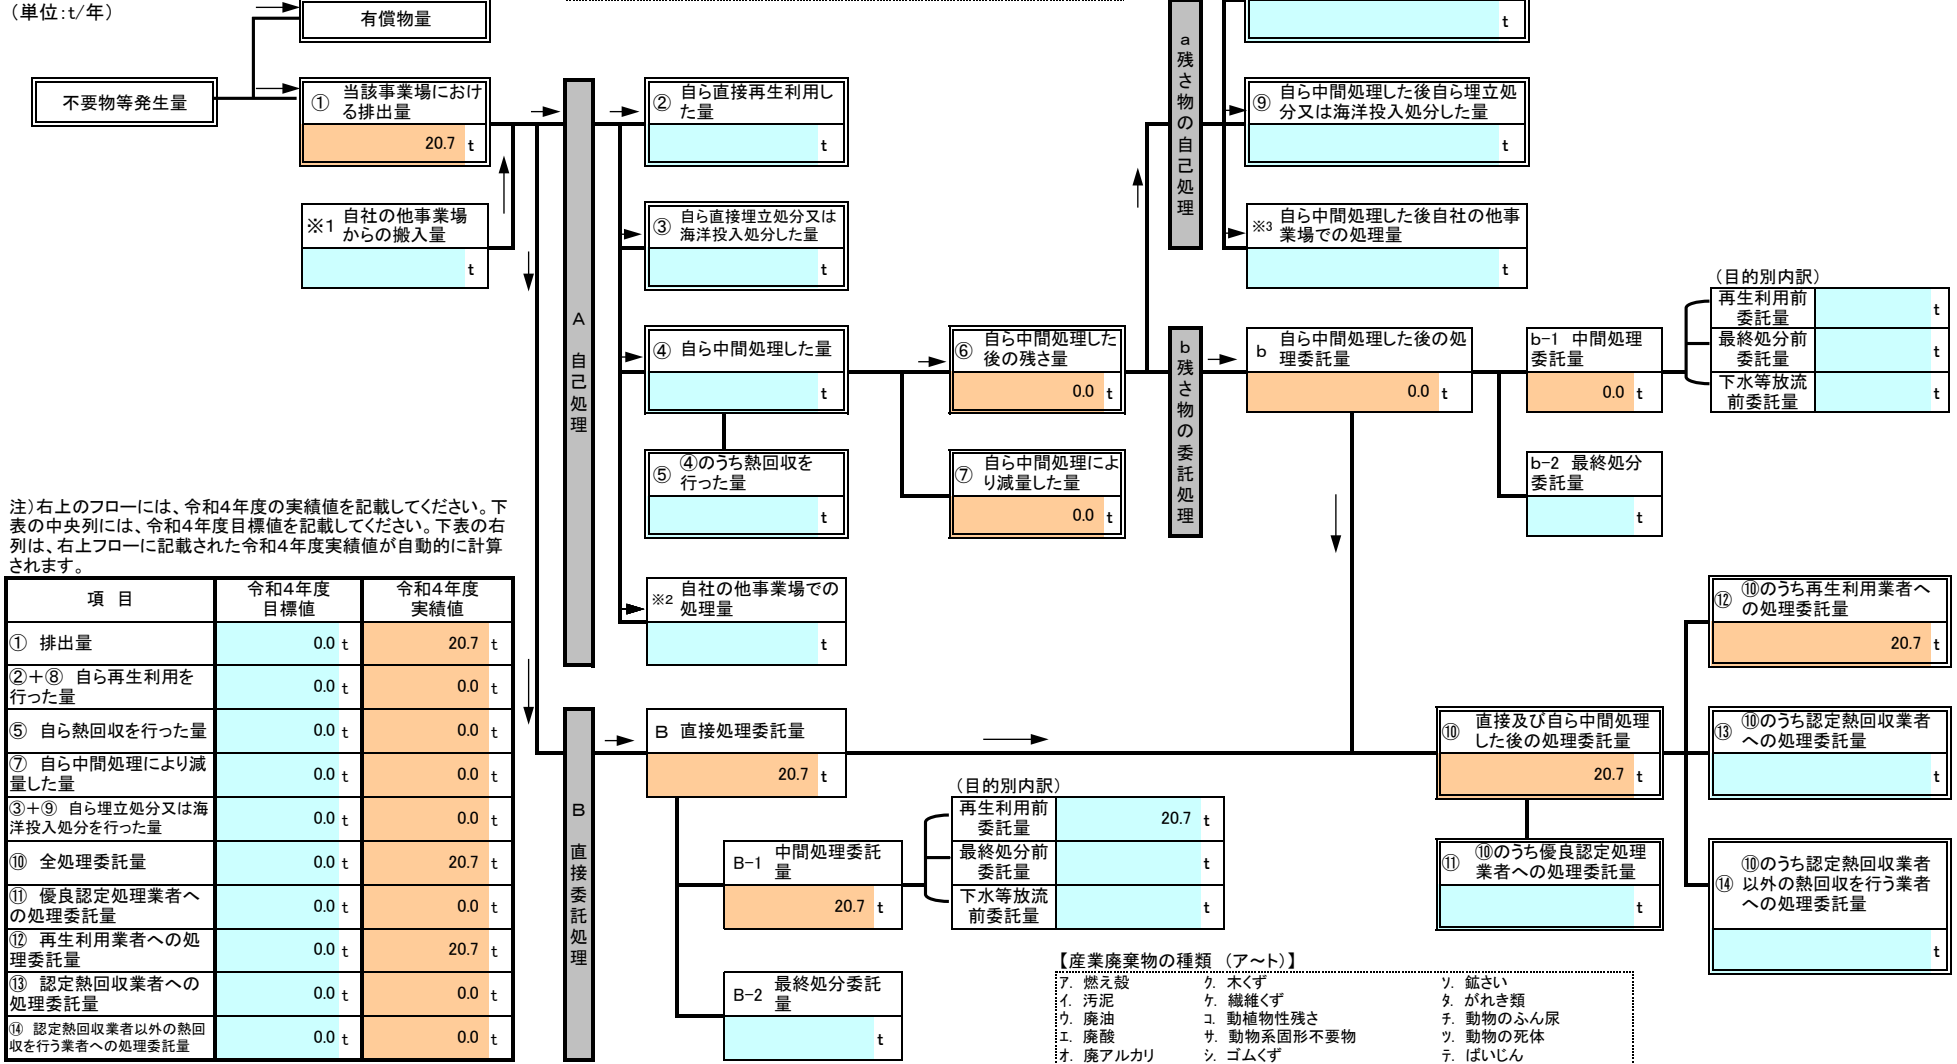 （単位：t/年）
有償物量
t
不要物等発生量
① 当該事業場におけ
る排出量
20.7 t
※1 自社の他事業場
からの搬入量
t
A
自
己
処
理
② 自ら直接再生利用し
た量
t
③ 自ら直接埋立処分又は
海洋投入処分した量
t
④ 自ら中間処理した量
t
⑤ ④のうち熱回収を
行った量
t
※2 自社の他事業場での
処理量
t
⑥ 自ら中間処理した
後の残さ量
0.0 t
⑦ 自ら中間処理によ
り減量した量
0.0 t
a
残
さ
物
の
自
己
処
理
⑨ 自ら中間処理した後自ら埋立処
分又は海洋投入処分した量
t
※3 自ら中間処理した後自社の他事
業場での処理量
t
b
残
さ
物
の
委
託
処
理
b 自ら中間処理した後の処
理委託量
0.0 t
b-1 中間処理
委託量
0.0 t
b-2 最終処分
委託量
t
（目的別内訳）
再生利用前
委託量
t
最終処分前
委託量
t
下水等放流
前委託量
t
注）右上のフローには、令和4年度の実績値を記載してください。下
表の中央列には、令和4年度目標値を記載してください。下表の右
列は、右上フローに記載された令和4年度実績値が自動的に計算
されます。
項 目 令和4年度
目標値 令和4年度
実績値
① 排出量 0.0 t 20.7 t
②＋⑧ 自ら再生利用を
行った量 0.0 t 0.0 t
⑤ 自ら熱回収を行った量 0.0 t 0.0 t
⑦ 自ら中間処理により減
量した量 0.0 t 0.0 t
③＋⑨ 自ら埋立処分又は海
洋投入処分を行った量 0.0 t 0.0 t
⑩ 全処理委託量 0.0 t 20.7 t
⑪ 優良認定処理業者へ
の処理委託量 0.0 t 0.0 t
⑫ 再生利用業者への処
理委託量 0.0 t 20.7 t
⑬ 認定熱回収業者への
処理委託量 0.0 t 0.0 t
⑭ 認定熱回収業者以外の熱回
収を行う業者への処理委託量 0.0 t 0.0 t
B
直
接
委
託
処
理
B 直接処理委託量
20.7 t
B-1 中間処理委託
量
20.7 t
B-2 最終処分委託
量
t
（目的別内訳）
再生利用前
委託量
20.7 t
最終処分前
委託量
t
下水等放流
前委託量
t
⑩ 直接及び自ら中間処理
した後の処理委託量
20.7 t
⑪ ⑩のうち優良認定処理
業者への処理委託量
t
⑫ ⑩のうち再生利用業者へ
の処理委託量
20.7 t
⑬ ⑩のうち認定熱回収業者
への処理委託量
t
⑭ ⑩のうち認定熱回収業者
以外の熱回収を行う業者
への処理委託量
t
【産業廃棄物の種類 （ア～ト）】
ア. 燃え殻 ク. 木くず ソ. 鉱さい
イ. 汚泥 ケ. 繊維くず タ. がれき類
ウ. 廃油 コ. 動植物性残さ チ. 動物のふん尿
エ. 廃酸 サ. 動物系固形不要物 ツ. 動物の死体
オ. 廃アルカリ シ. ゴムくず テ. ばいじん